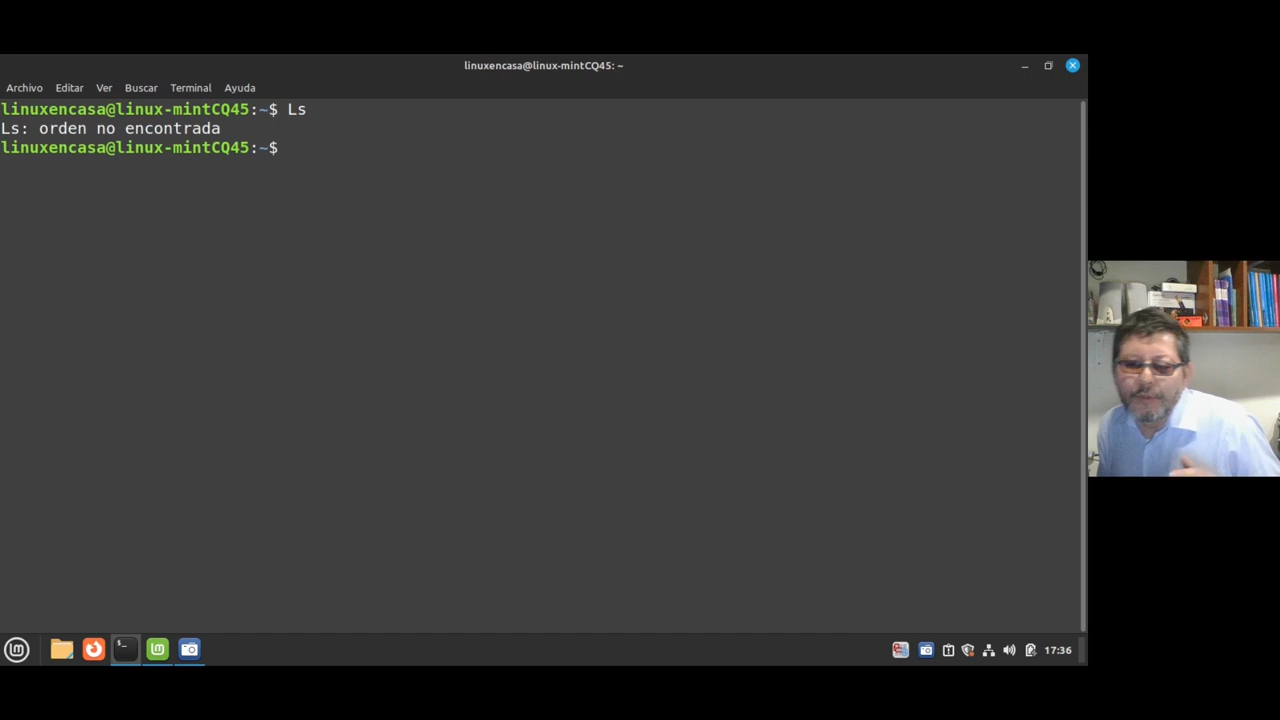 linuxencasa@linux-mintCQ45: ~
Archivo Editar Ver Buscar Terminal Ayuda
linuxencasa@linux-mintCQ45:~$ Ls
Ls: orden no encontrada
linuxencasa@linux-mintCQ45:~$
17:36